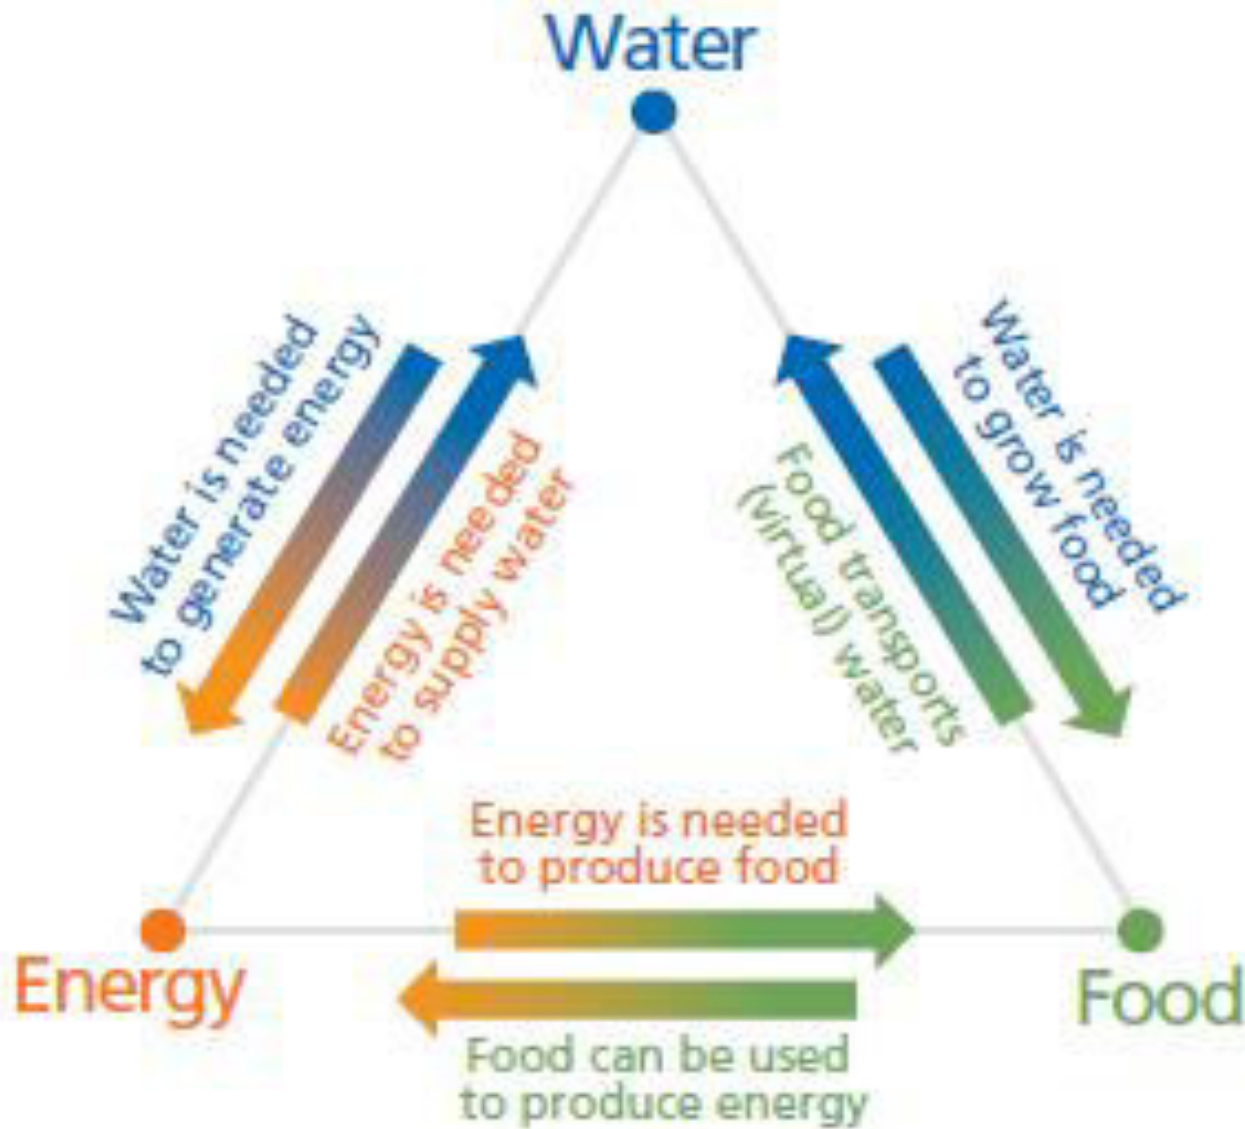 Water
Water is needed
to generate energy
Energy is needed
to supply water
Water is needed
to grow food
Food transports
(virtual) water
Energy is needed
to produce food
Energy
Food
Food can be used
to produce energy